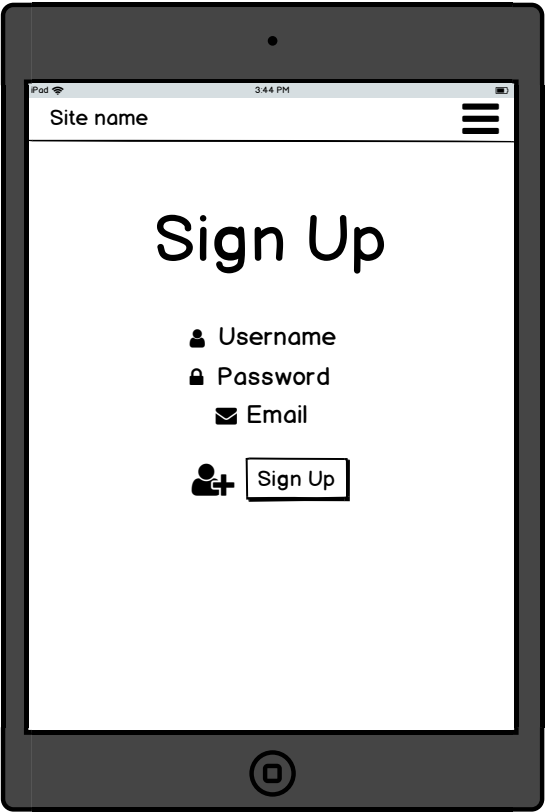 iPad 3:44 PM
Site name
Sign Up
Username
Password
Email
Sign Up